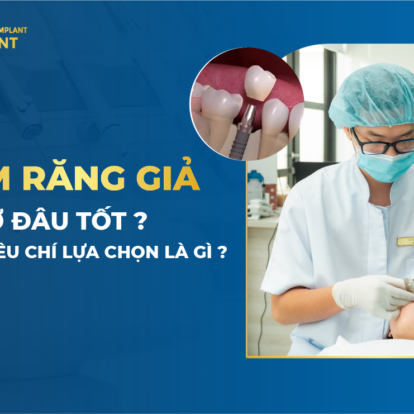 IMPLANT
NT
M RĂNG GIẢ
Ở ĐÂU TỐT ?
ÊU CHÍ LỰA CHỌN LÀ GÌ ?